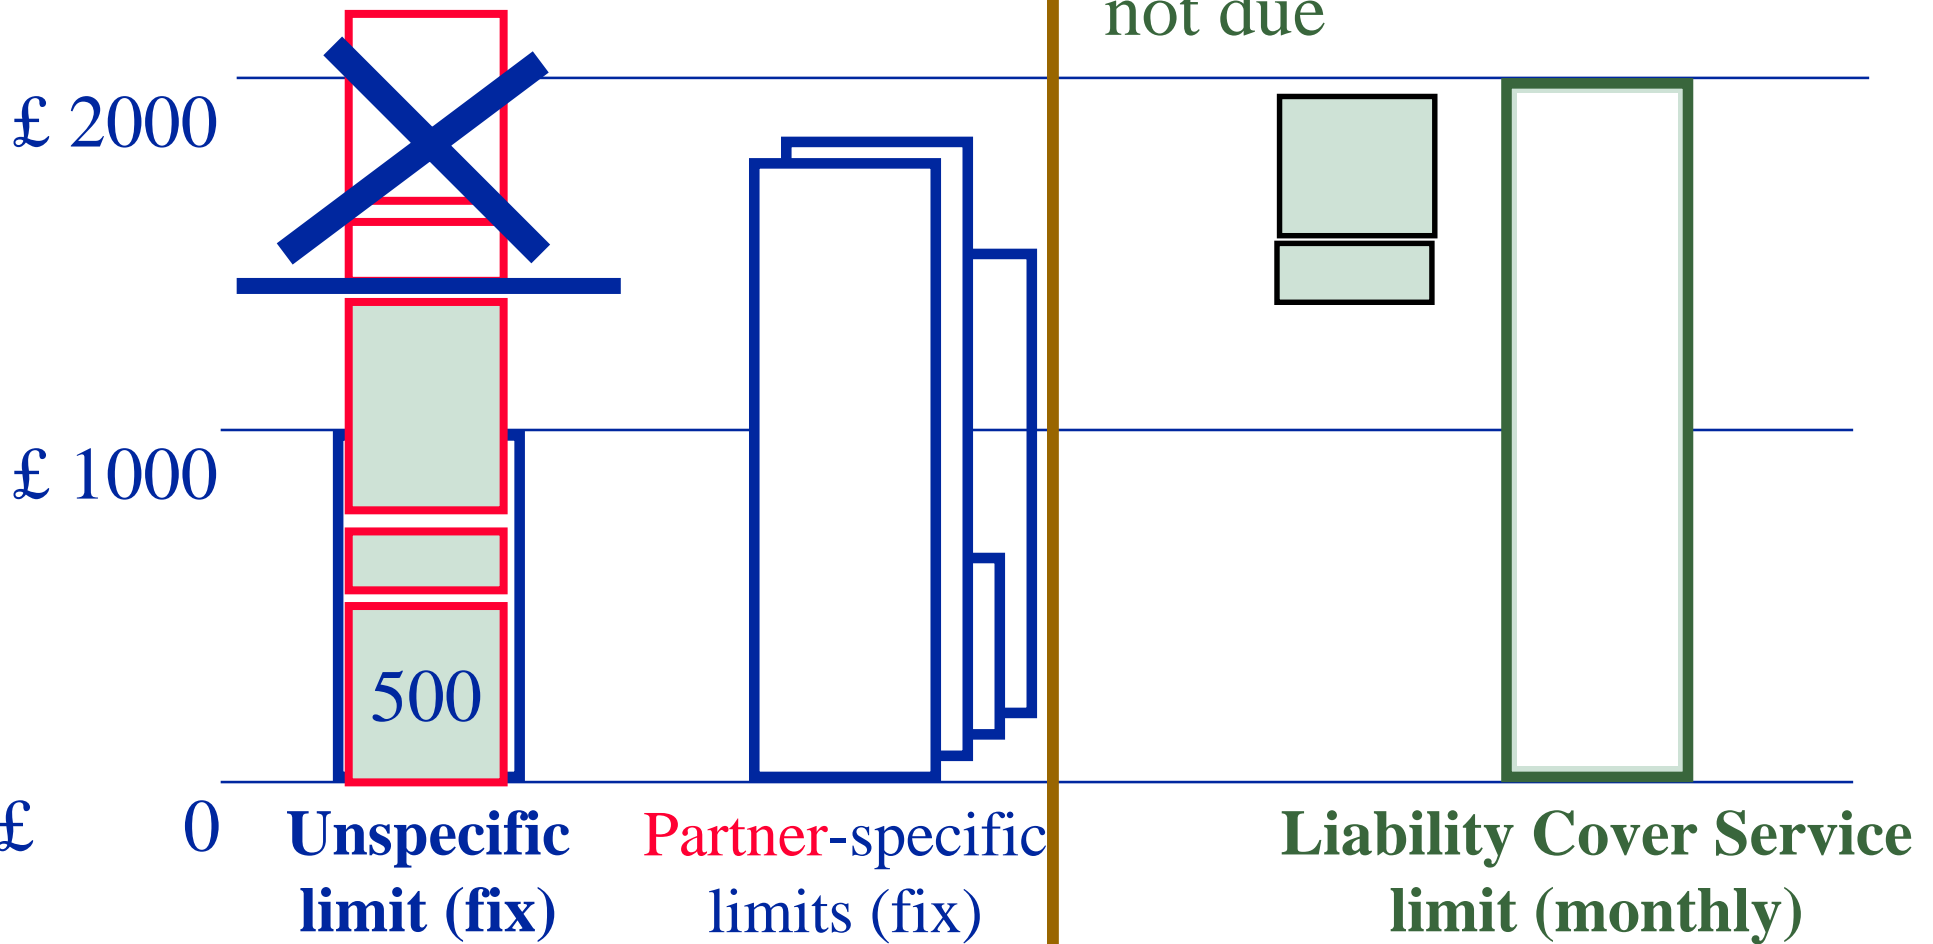 not due
£ 2000
£ 1000
500
£ 0
Unspecific
limit (fix)
Partner-specific
limits (fix)
Liability Cover Service
limit (monthly)